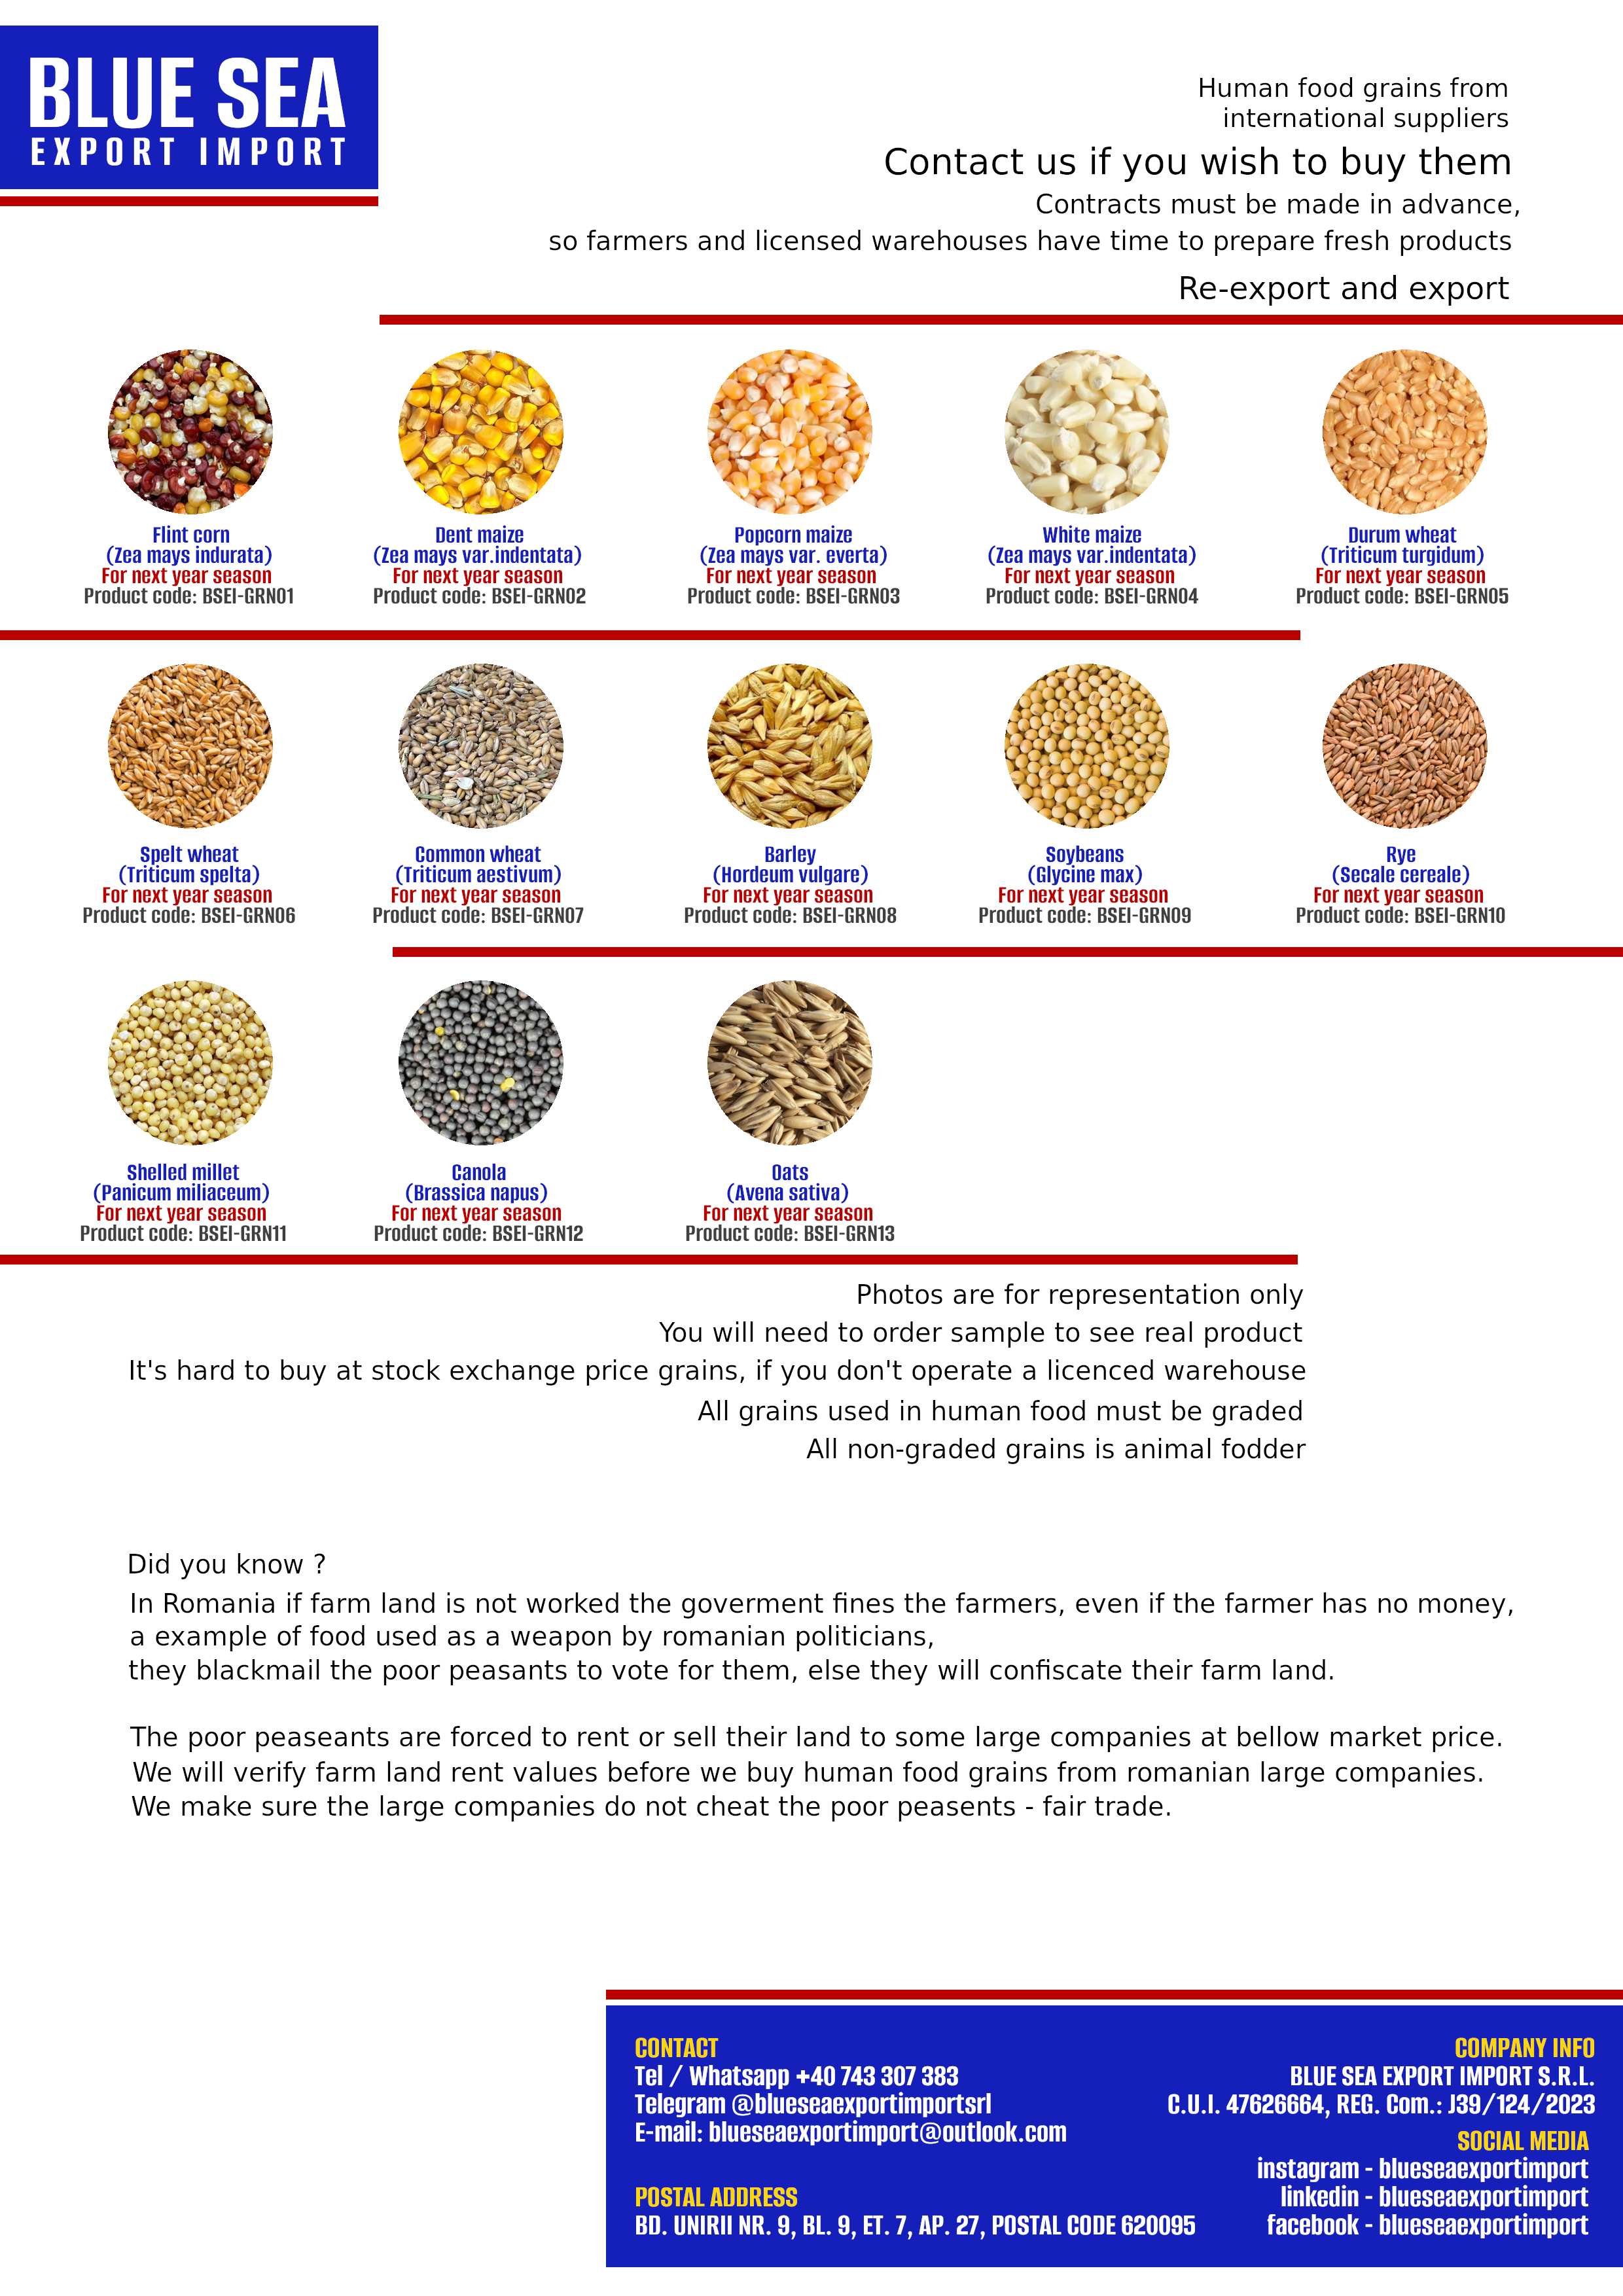 BLUE SEA
EXPORT IMPORT
Human food grains from
international suppliers
Contact us if you wish to buy them
Contracts must be made in advance,
so farmers and licensed warehouses have time to prepare fresh products
Re-export and export
Flint corn
(Zea mays indurata)
For next year season
Product code: BSEI-GRN01
Dent maize
(Zea mays var.indentata)
For next year season
Product code: BSEI-GRN02
Popcorn maize
(Zea mays var. everta)
For next year season
Product code: BSEI-GRN03
White maize
(Zea mays var.indentata)
For next year season
Product code: BSEI-GRN04
Durum wheat
(Triticum turgidum)
For next year season
Product code: BSEI-GRN05
Spelt wheat
(Triticum spelta)
For next year season
Product code: BSEI-GRN06
Common wheat
(Triticum aestivum)
For next year season
Product code: BSEI-GRN07
Barley
(Hordeum vulgare)
For next year season
Product code: BSEI-GRN08
Soybeans
(Glycine max)
For next year season
Product code: BSEI-GRN09
Rye
(Secale cereale)
For next year season
Product code: BSEI-GRN10
Shelled millet
(Panicum miliaceum)
For next year season
Product code: BSEI-GRN11
Canola
(Brassica napus)
For next year season
Product code: BSEI-GRN12
Oats
(Avena sativa)
For next year season
Product code: BSEI-GRN13
Photos are for representation only
You will need to order sample to see real product
It's hard to buy at stock exchange price grains, if you don't operate a licenced warehouse
All grains used in human food must be graded
All non-graded grains is animal fodder
Did you know ?
In Romania if farm land is not worked the goverment fines the farmers, even if the farmer has no money,
a example of food used as a weapon by romanian politicians,
they blackmail the poor peasants to vote for them, else they will confiscate their farm land.
The poor peaseants are forced to rent or sell their land to some large companies at bellow market price.
We will verify farm land rent values before we buy human food grains from romanian large companies.
We make sure the large companies do not cheat the poor peasents - fair trade.
CONTACT
Tel / Whatsapp +40 743 307 383
Telegram @blueseaexportimportsrl
E-mail: blueseaexportimport@outlook.com
POSTAL ADDRESS
BD. UNIRII NR. 9, BL. 9, ET. 7, AP. 27, POSTAL CODE 620095
COMPANY INFO
BLUE SEA EXPORT IMPORT S.R.L.
C.U.I. 47626664, REG. Com.: J39/124/2023
SOCIAL MEDIA
instagram - blueseaexportimport
linkedin - blueseaexportimport
facebook - blueseaexportimport